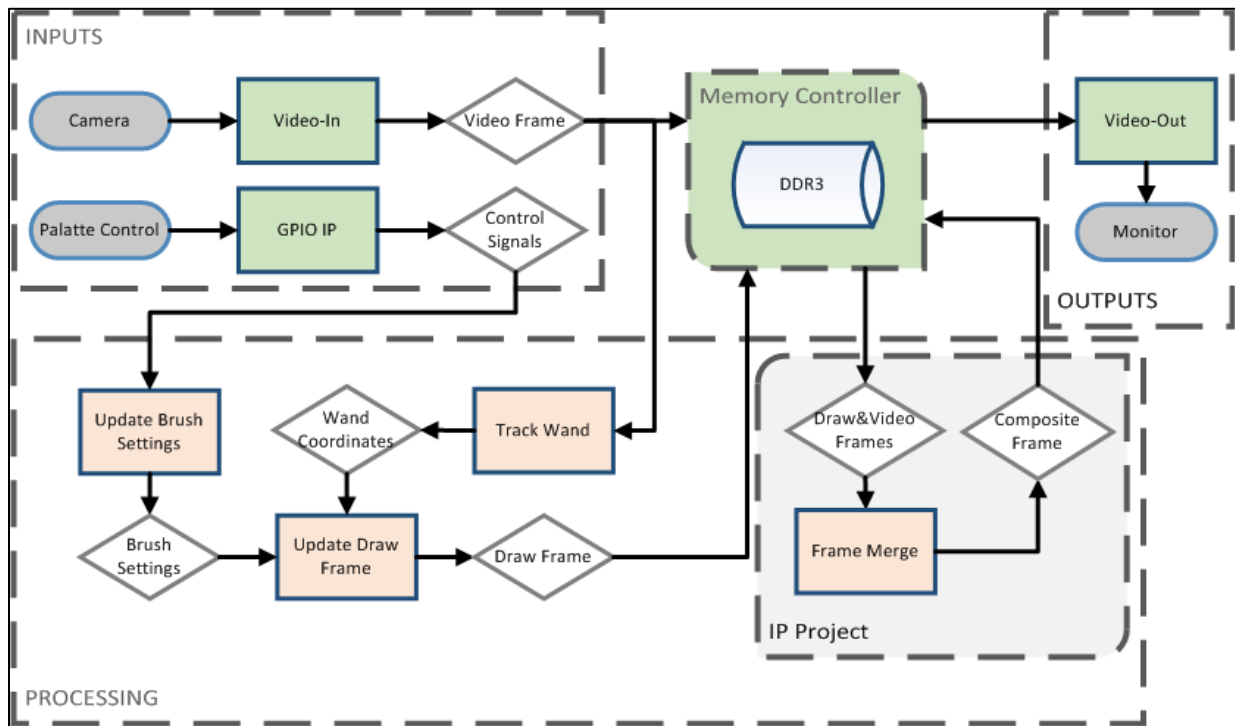 INPUTS
Camera
Video-In
Video Frame
Memory Controller
DDR3
Video-Out
Palatte Control
GPIO IP
Control
Signals
Monitor
OUTPUTS
Update Brush
Settings
Wand
Coordinates
Track Wand
Draw&Video
Frames
Composite
Frame
Brush
Settings
Update Draw
Frame
Draw Frame
Frame Merge
IP Project
PROCESSING